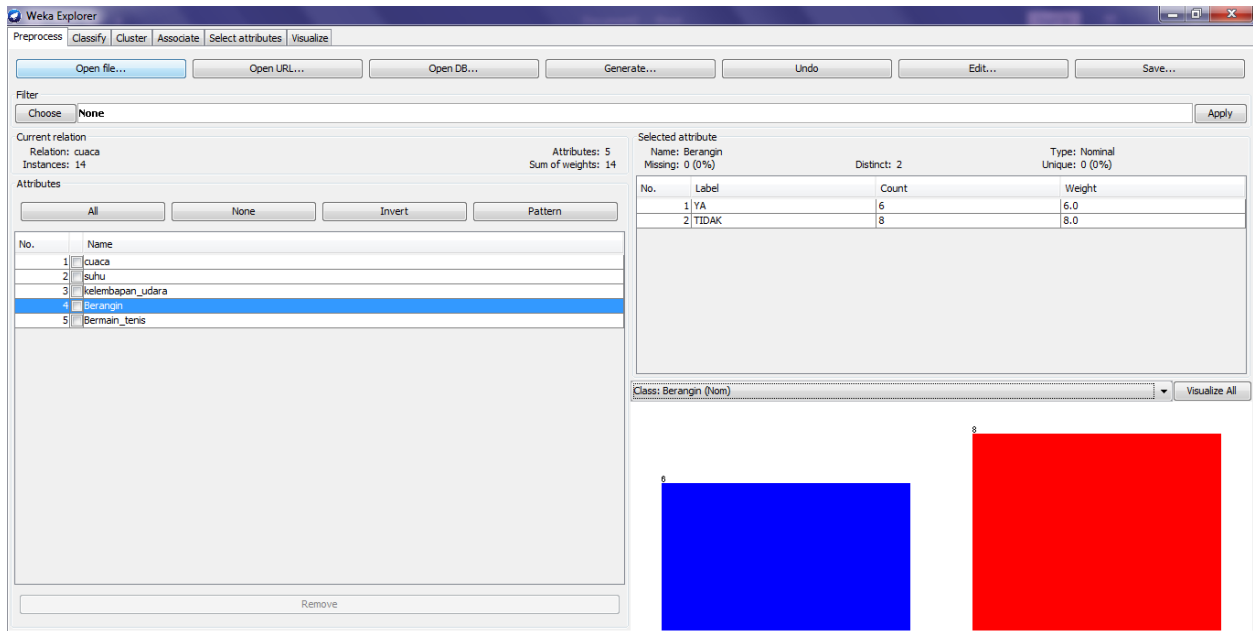 Weka Explorer
Preprocess Classify Cluster Associate Select attributes Visualize
Open file... Open URL... Open DB... Generate... Undo Edit... Save...
Filter
Choose None Apply
Current relation
Relation: cuaca Attributes: 5
Instances: 14 Sum of weights: 14
Attributes
All None Invert Pattern
No. Name
1 cuaca
2 suhu
3 kelembapan_udara
4 Berangin
5 Bermain_tenis
Remove
Selected attribute
Name: Berangin Type: Nominal
Missing: 0 (0%) Distinct: 2 Unique: 0 (0%)
No. Label Count Weight
1 YA 6 6.0
2 TIDAK 8 8.0
Class: Berangin (Nom) Visualize All
6
8